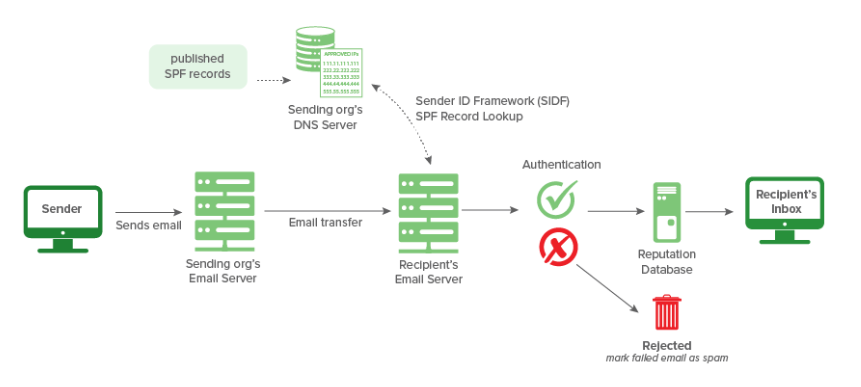 published
SPF records
APPROVED IPs
111.11.111.111
222.22.222.222
333.23.333.333
444.44.444.444
555.55.555.555
Sending org's
DNS Server
Sender ID Framework (SIDF)
SPF Record Lookup
Authentication
Sender
Sends email
Sending org's
Email Server
Email transfer
Recipient's
Email Server
Reputation
Database
Recipient's
Inbox
Rejected
mark failed email as spam